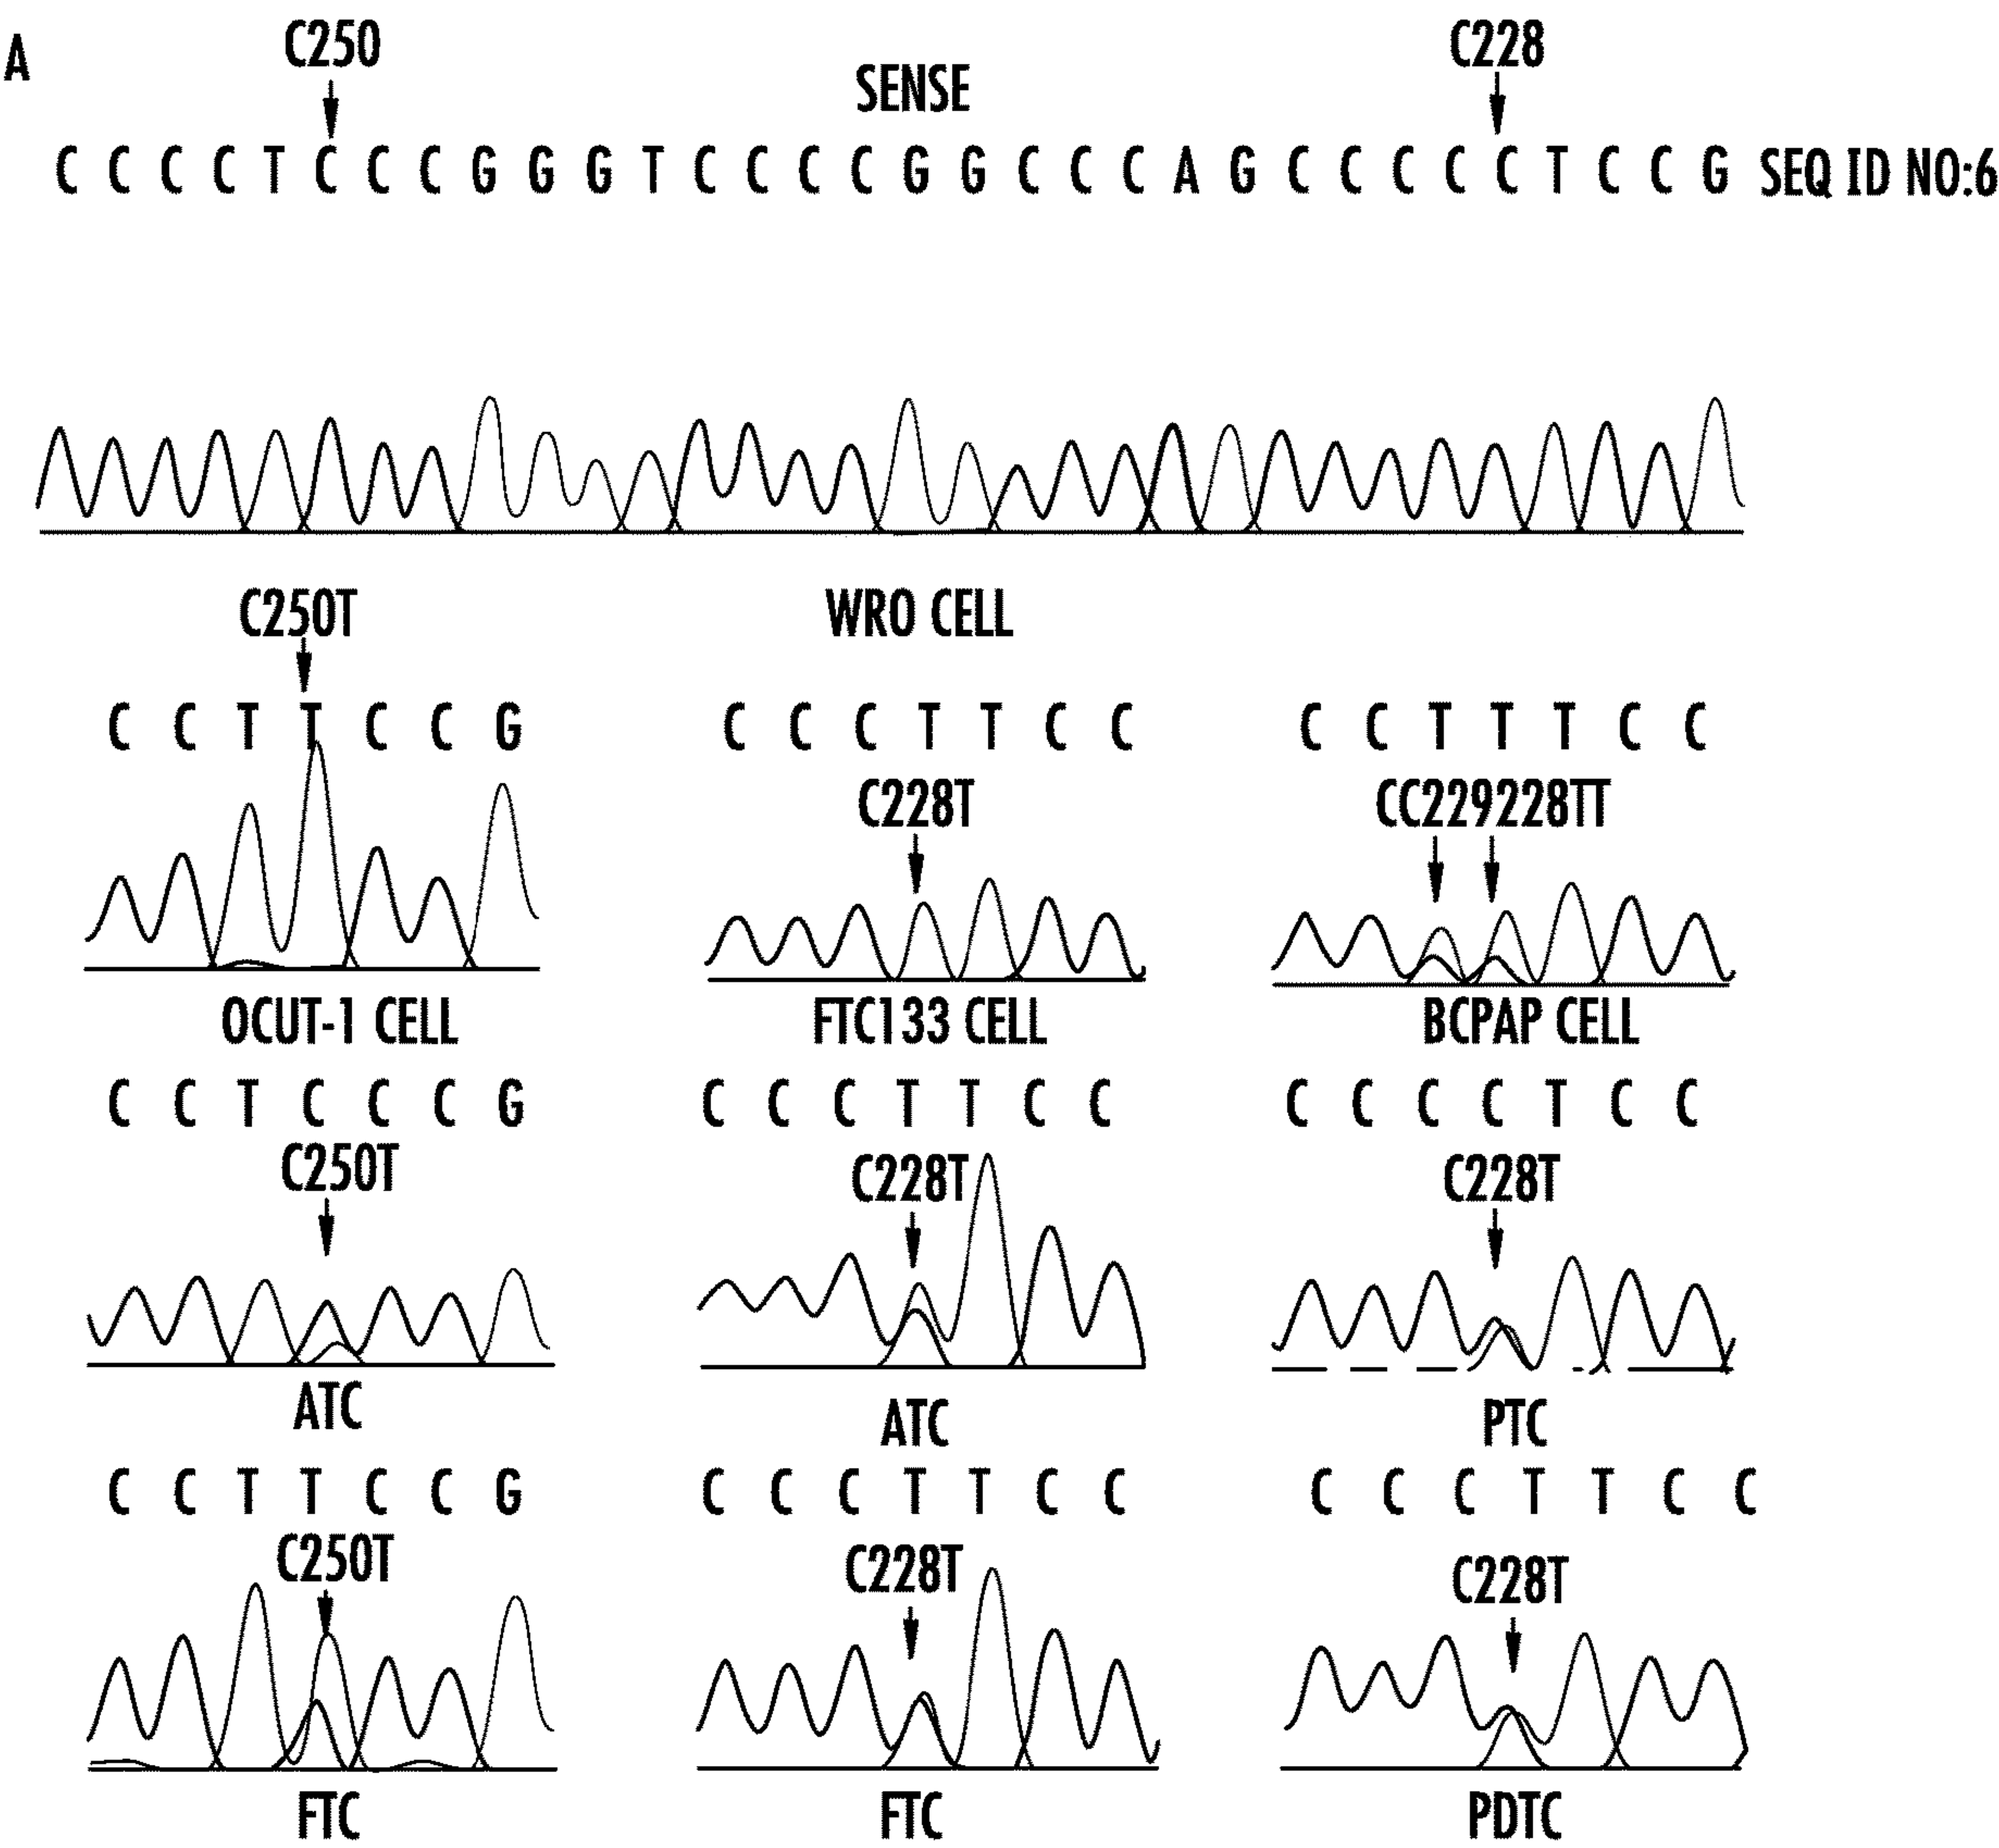 A
C250 SENSE C228
C C C C T C C C G G G T C C C C G G C C C A G C C C C C T C C G SEQ ID NO:6
WRO CELL
C250T
C C T T C C G
OCUT-1 CELL
C C C T T C C
C228T
FTC133 CELL
C C T T T C C
CC229228TT
BCPAP CELL
C C T C C C G
C250T
ATC
C C C T T C C
C228T
ATC
C C C C T C C
C228T
PTC
C C T T C C G
C250T
FTC
C C C T T C C
C228T
FTC
C C C T T C C
C228T
PDTC